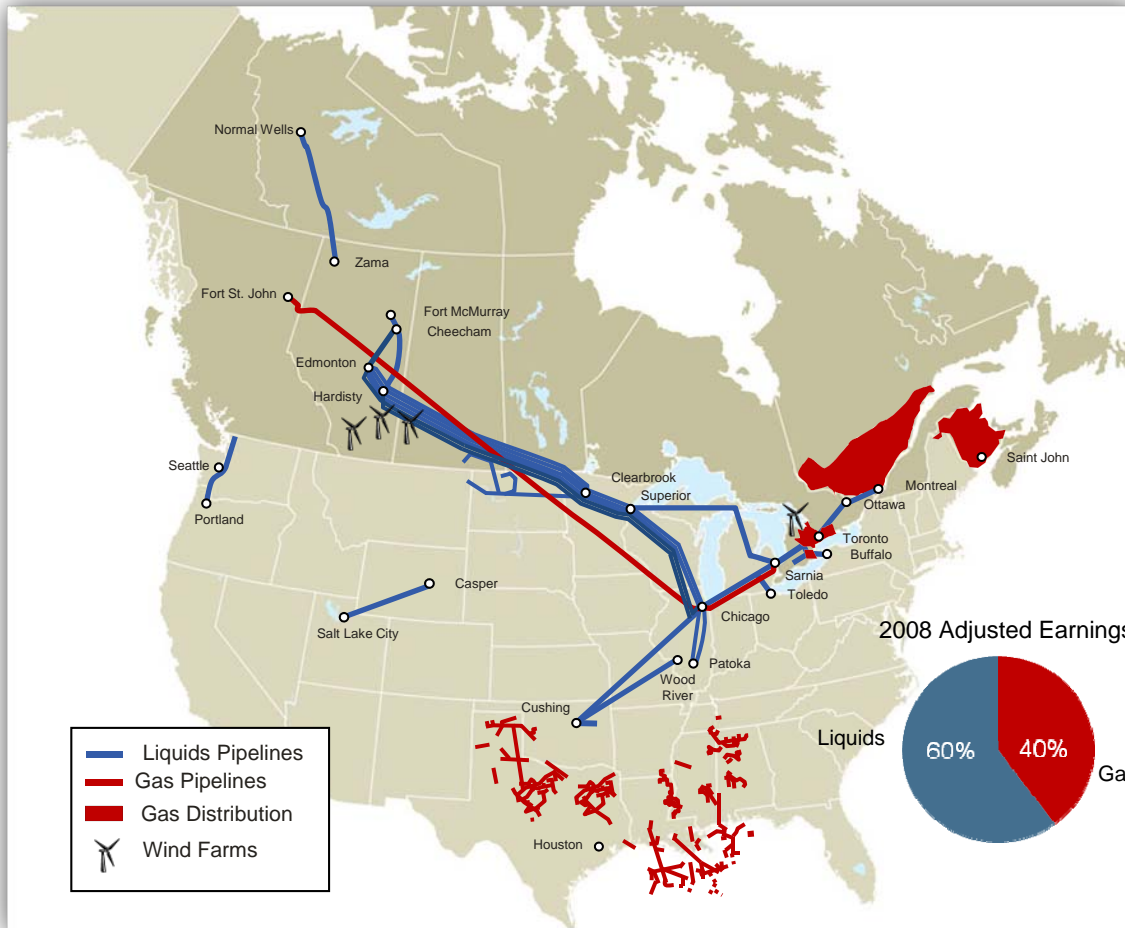 Normal Wells
Zama
Fort St. John
Fort McMurray
Cheecham
Edmonton
Hardisty
Seattle
Portland
Clearbrook
Superior
Saint John
Montreal
Ottawa
Toronto
Buffalo
Sarnia
Toledo
Casper
Salt Lake City
Chicago
Patoka
Wood
River
Cushing
Houston
2008 Adjusted Earnings
Liquids
60%
40%
Ga
Liquids Pipelines
Gas Pipelines
Gas Distribution
Wind Farms